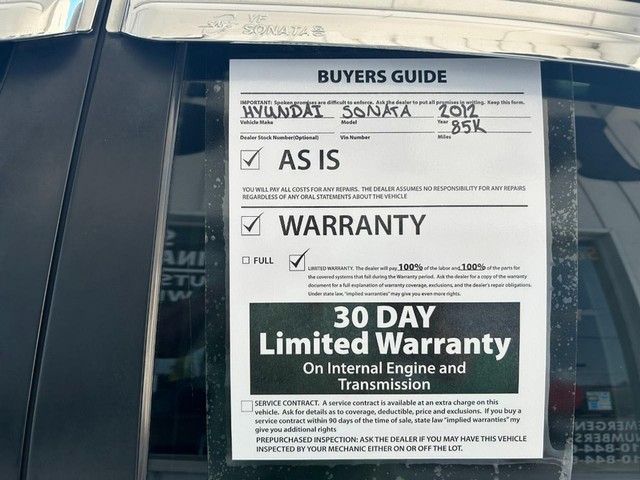 YF
SONATA
BUYERS GUIDE
IMPORTANT: Spoken promises are difficult to enforce. Ask the dealer to put all promises in writing. Keep this form.
HYUNDAI SONATA 2012
Vehicle Make Model Year 85K
Dealer Stock Number(Optional) Vin Number Miles
AS IS
YOU WILL PAY ALL COSTS FOR ANY REPAIRS. THE DEALER ASSUMES NO RESPONSIBILITY FOR ANY REPAIRS
REGARDLESS OF ANY ORAL STATEMENTS ABOUT THE VEHICLE
WARRANTY
FULL
LIMITED WARRANTY. The dealer will pay 100% of the labor and 100% of the parts for
the covered systems that fail during the Warranty period. Ask the dealer for a copy of the warranty
document for a full explanation of warranty coverage, exclusions, and the dealer's repair obligations.
Under state law, "implied warranties" may give you even more rights.
30 DAY
Limited Warranty
On Internal Engine and
Transmission
SERVICE CONTRACT. A service contract is available at an extra charge on this
vehicle. Ask for details as to coverage, deductible, price and exclusions. If you buy a
service contract within 90 days of the time of sale, state law "implied warranties" may
give you additional rights
PREPURCHASED INSPECTION: ASK THE DEALER IF YOU MAY HAVE THIS VEHICLE
INSPECTED BY YOUR MECHANIC EITHER ON OR OFF THE LOT.